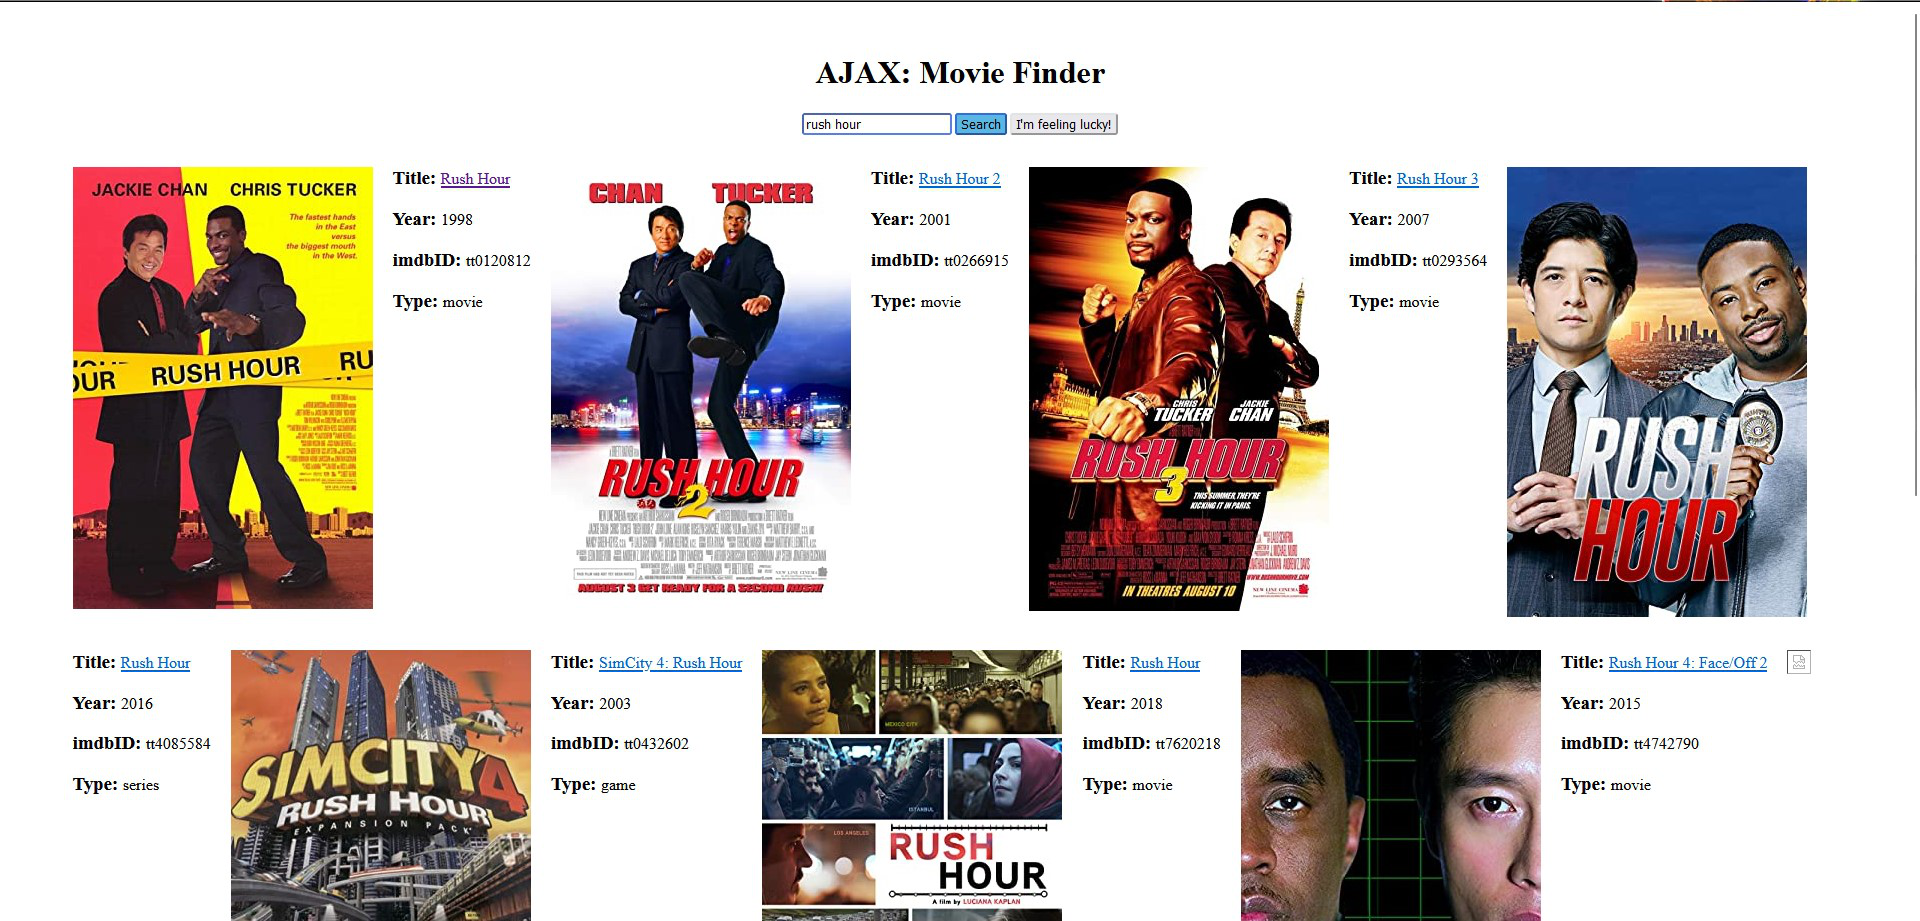 AJAX: Movie Finder
rush hour Search I'm feeling lucky!
JACKIE CHAN CHRIS TUCKER
The fastest hands
in the East
versus
the biggest mouth
in the West.
RUSH HOUR
Title: Rush Hour
Year: 1998
imdbID: tt0120812
Type: movie
CHAN TUCKER
RUSH HOUR
2
AUGUST 3 GET READY FOR A SECOND RUSH!
Title: Rush Hour 2
Year: 2001
imdbID: tt0266915
Type: movie
CHRIS TUCKER JACKIE CHAN
RUSH HOUR
3
THIS SUMMER, THEY'RE
KICKING IT IN PARIS.
IN THEATRES AUGUST 10
Title: Rush Hour 3
Year: 2007
imdbID: tt0293564
Type: movie
RUSH
HOUR
Title: Rush Hour
Year: 2016
imdbID: tt4085584
Type: series
SIMCITY 4
RUSH HOUR
EXPANSION PACK
Title: SimCity 4: Rush Hour
Year: 2003
imdbID: tt0432602
Type: game
MEXICO CITY
ISTANBUL
LOS ANGELES
RUSH
HOUR
A film by LUCIANA KAPLAN
Title: Rush Hour
Year: 2018
imdbID: tt7620218
Type: movie
Title: Rush Hour 4: Face/Off 2
Year: 2015
imdbID: tt4742790
Type: movie